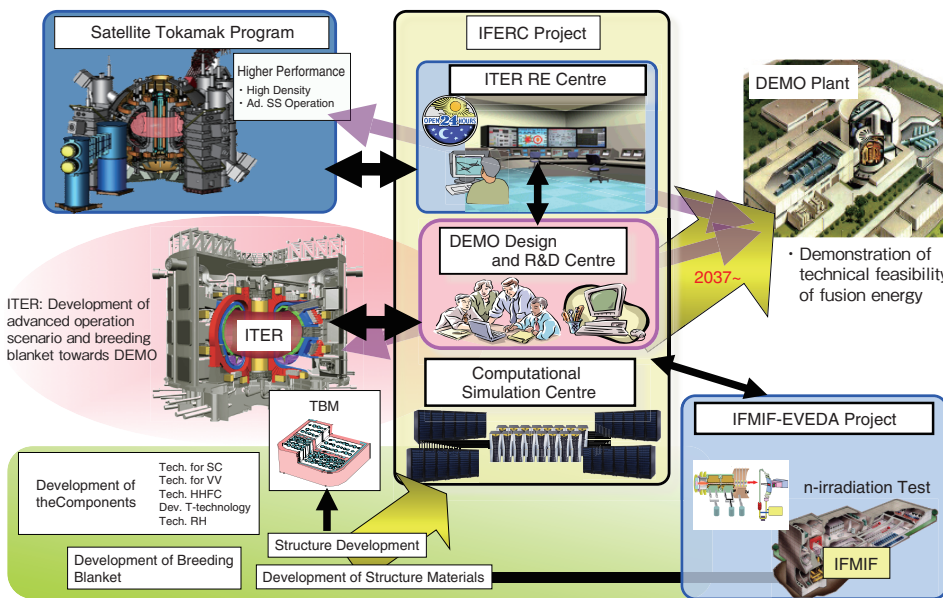 Satellite Tokamak Program
Higher Performance
・High Density
・Ad. SS Operation
IFERC Project
ITER RE Centre
OPEN 24 HOURS
DEMO Plant
・Demonstration of
technical feasibility
of fusion energy
2037~
DEMO Design
and R&D Centre
ITER: Development of
advanced operation
scenario and breeding
blanket towards DEMO
ITER
Computational
Simulation Centre
TBM
IFMIF-EVEDA Project
n-irradiation Test
IFMIF
Development of
theComponents
Tech. for SC
Tech. for VV
Tech. HHFC
Dev. T-technology
Tech. RH
Structure Development
Development of Breeding
Blanket
Development of Structure Materials